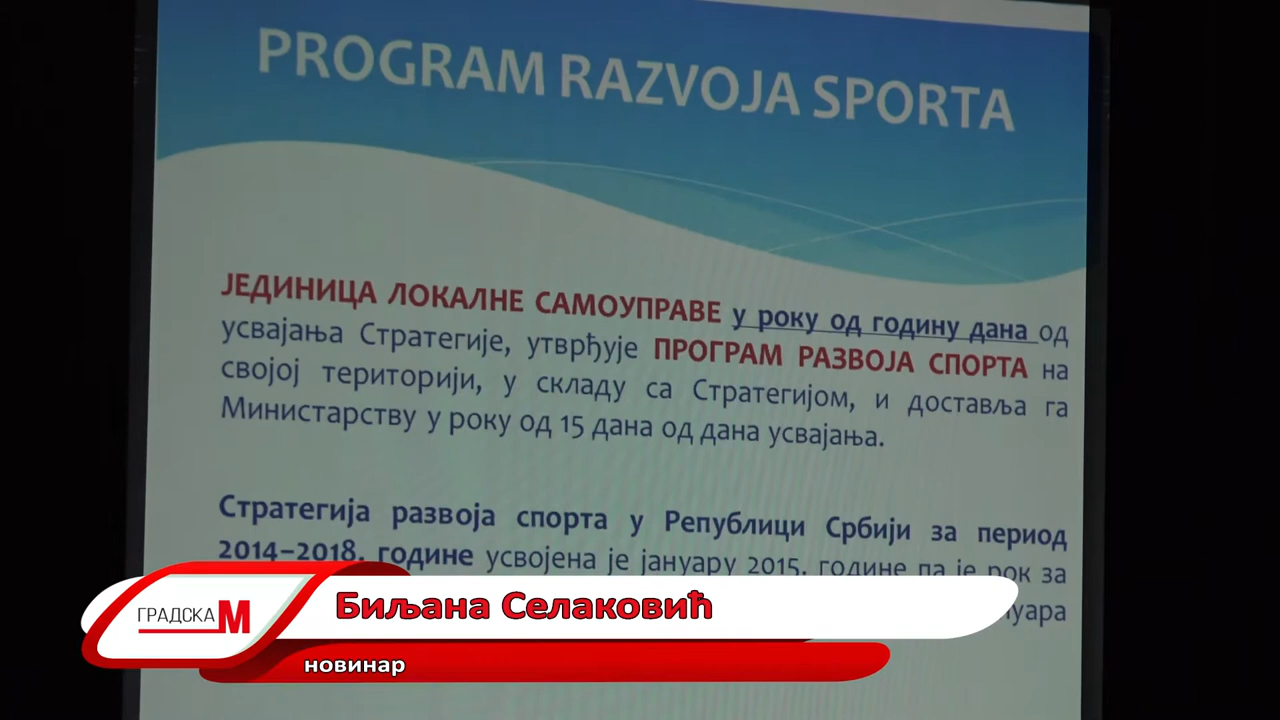 PROGRAM RAZVOJA SPORTA
ЈЕДИНИЦА ЛОКАЛНЕ САМОУПРАВЕ у року од годину дана од
усвајања Стратегије, утврђује ПРОГРАМ РАЗВОЈА СПОРТА на
својој територији, у складу са Стратегијом, и доставља га
Министарству у року од 15 дана од дана усвајања.
Стратегија развоја спорта у Републици Србији за период
2014–2018. године усвојена је јануару 2015. године па је рок за
ГРАДСКА М
Биљана Селаковић
новинар